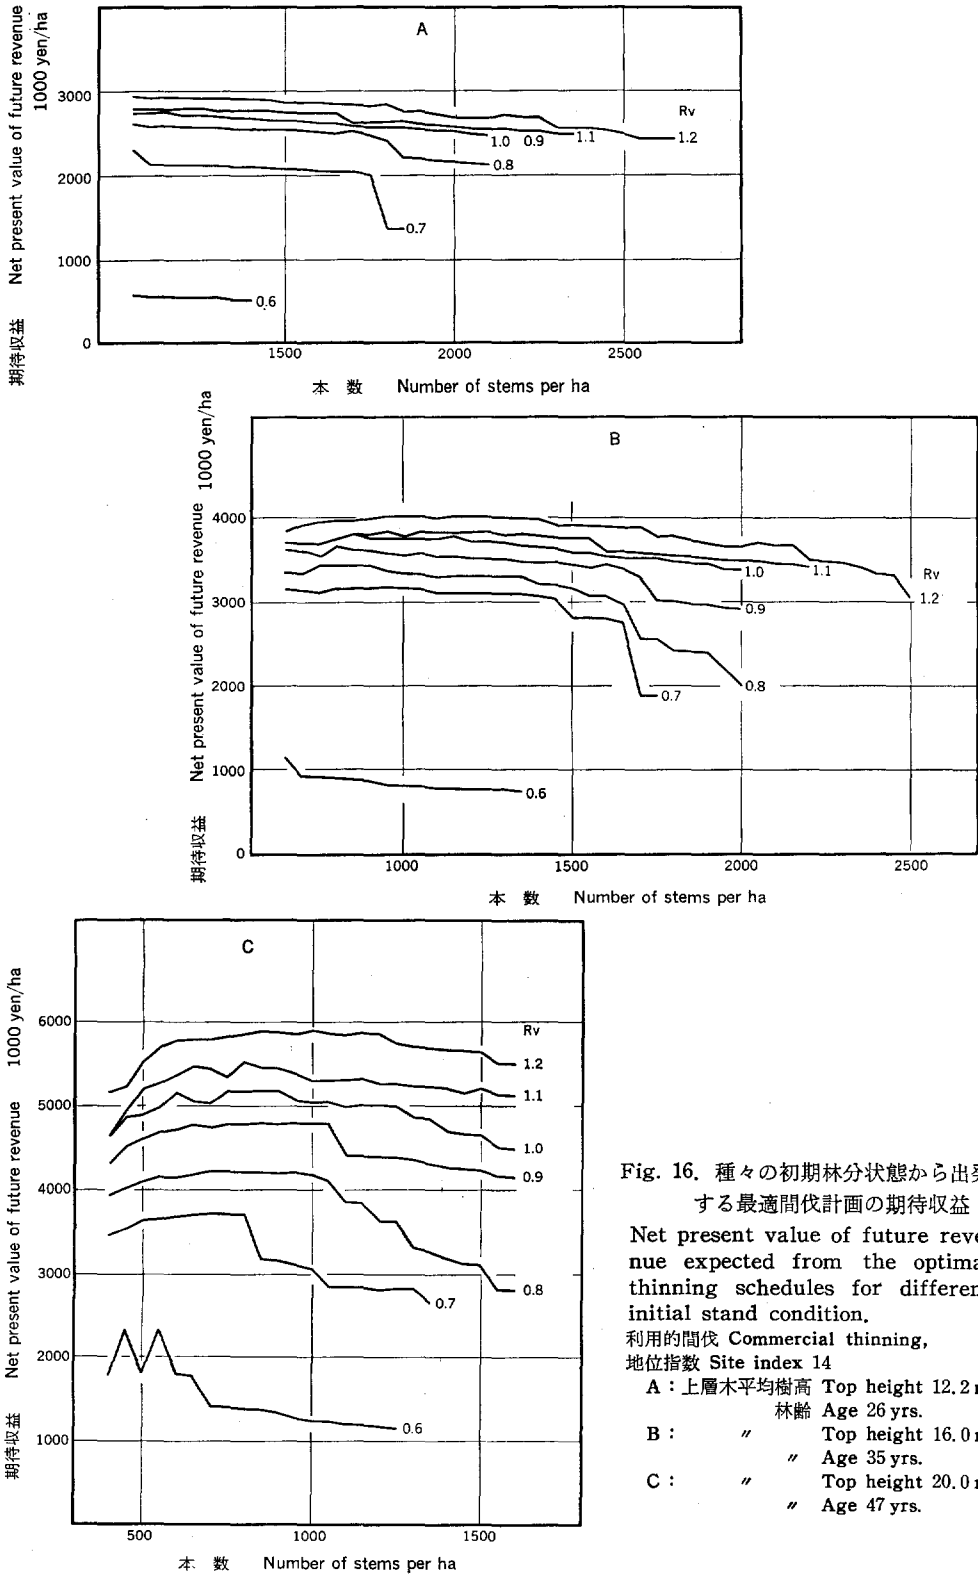 A
期待収益 Net present value of future revenue 1000 yen/ha
3000
2000
1000
0
Rv
1.2
1.1
0.9
1.0
0.8
0.7
0.6
1500 2000 2500
本 数 Number of stems per ha
B
期待収益 Net present value of future revenue 1000 yen/ha
4000
3000
2000
1000
0
Rv
1.2
1.1
1.0
0.9
0.8
0.7
0.6
1000 1500 2000 2500
本 数 Number of stems per ha
C
期待収益 Net present value of future revenue 1000 yen/ha
6000
5000
4000
3000
2000
1000
Rv
1.2
1.1
1.0
0.9
0.8
0.7
0.6
500 1000 1500
本 数 Number of stems per ha
Fig. 16. 種々の初期林分状態から出発
する最適間伐計画の期待収益
Net present value of future reve
nue expected from the optima
thinning schedules for differen
initial stand condition.
利用的間伐 Commercial thinning,
地位指数 Site index 14
A：上層木平均樹高 Top height 12.2
林齢 Age 26 yrs.
B： 〃 Top height 16.0
〃 Age 35 yrs.
C： 〃 Top height 20.0
〃 Age 47 yrs.